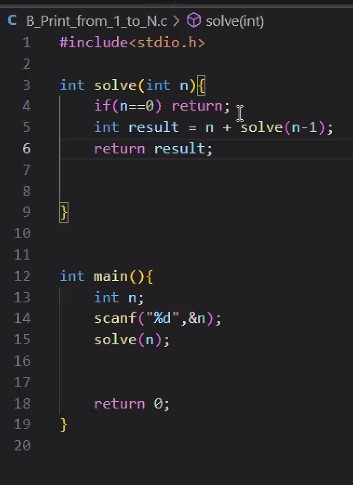 C B_Print_from_1_to_N.c > solve(int)
1 #include<stdio.h>
2
3 int solve(int n){
4 if(n==0) return;
5 int result = n + solve(n-1);
6 return result;
7
8
9 }
10
11
12 int main(){
13 int n;
14 scanf("%d",&n);
15 solve(n);
16
17
18 return 0;
19 }
20